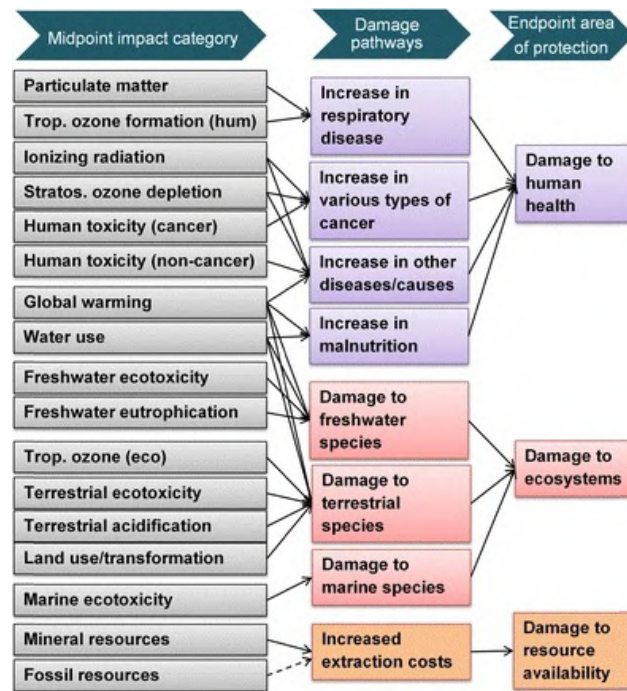 Midpoint impact category
Damage
pathways
Endpoint area
of protection
Particulate matter
Trop. ozone formation (hum)
Ionizing radiation
Stratos. ozone depletion
Human toxicity (cancer)
Human toxicity (non-cancer)
Global warming
Water use
Freshwater ecotoxicity
Freshwater eutrophication
Trop. ozone (eco)
Terrestrial ecotoxicity
Terrestrial acidification
Land use/transformation
Marine ecotoxicity
Mineral resources
Fossil resources
Increase in
respiratory
disease
Increase in
various types of
cancer
Increase in other
diseases/causes
Increase in
malnutrition
Damage to
freshwater
species
Damage to
terrestrial
species
Damage to
marine species
Increased
extraction costs
Damage to
human
health
Damage to
ecosystems
Damage to
resource
availability